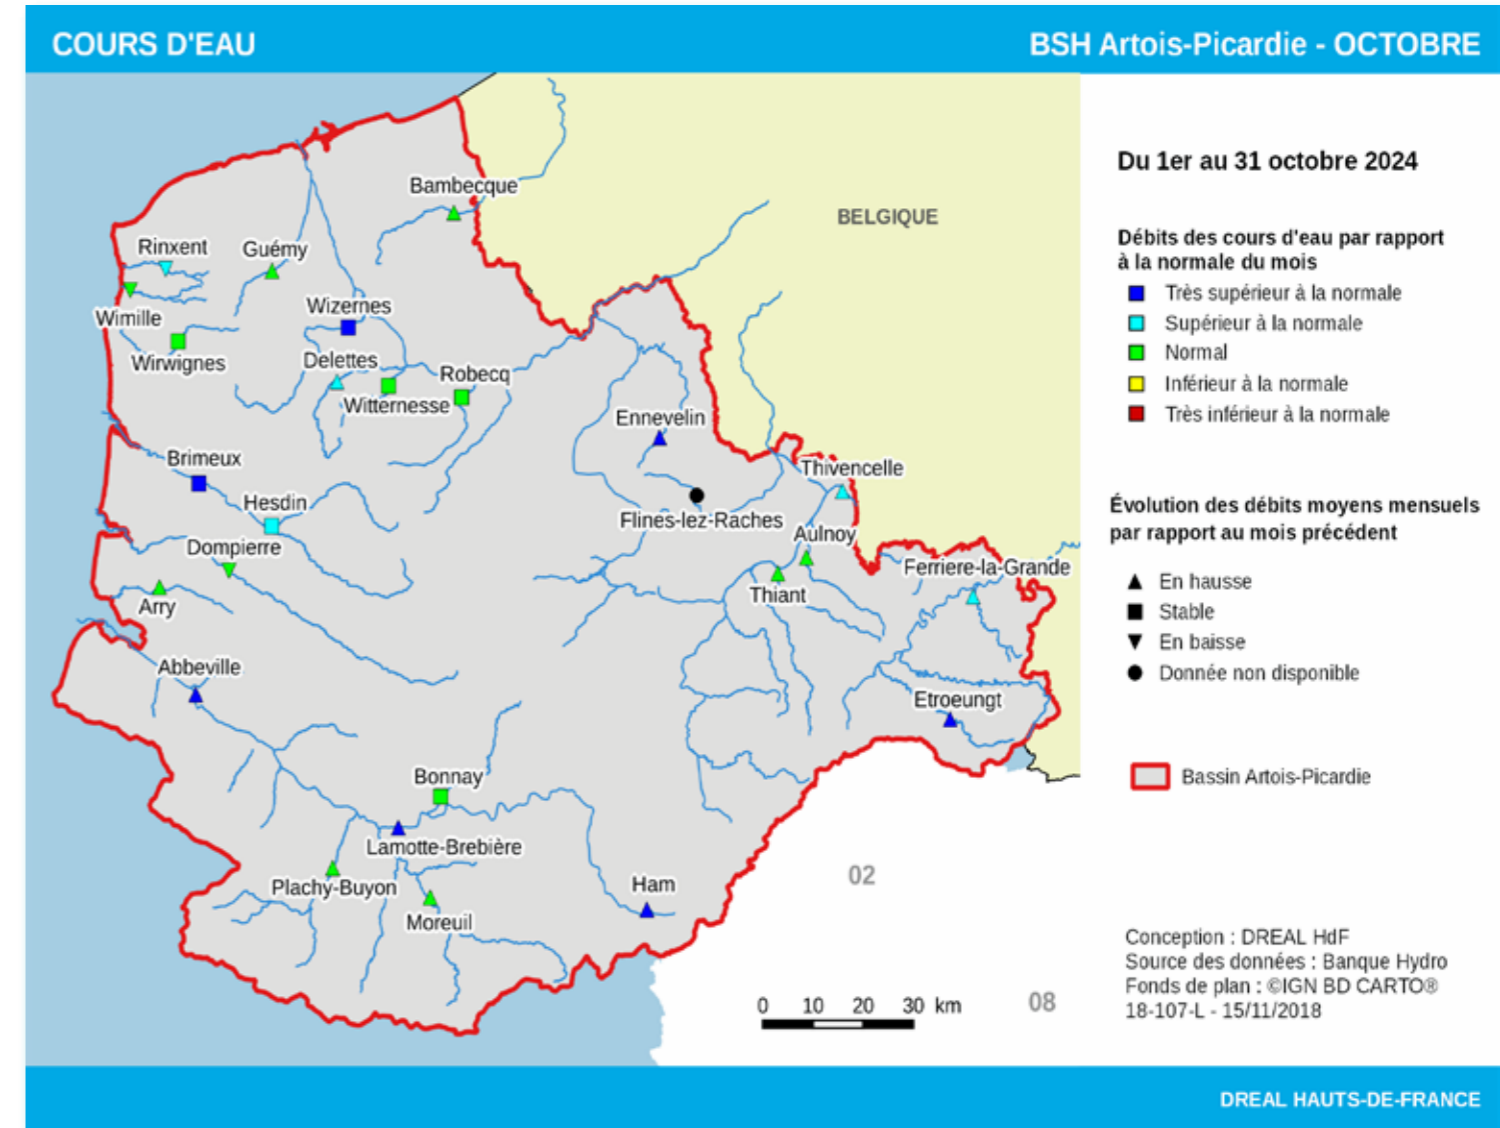 COURS D'EAU
BSH Artois-Picardie - OCTOBRE
Du 1er au 31 octobre 2024
Bambecque
BELGIQUE
Rinxent
Guémy
Wimille
Wizernes
Wirwignes
Delettes
Robecq
Witternesse
Ennevelin
Brimeux
Thivencelle
Hesdin
Flines-lez-Raches
Dompierre
Aulnoy
Ferriere-la-Grande
Arry
Thiant
Abbeville
Etroeungt
Bonnay
Lamotte-Brebière
Plachy-Buyon
Ham
Moreuil
02
08
0 10 20 30 km
Débits des cours d'eau par rapport
à la normale du mois
Très supérieur à la normale
Supérieur à la normale
Normal
Inférieur à la normale
Très inférieur à la normale
Évolution des débits moyens mensuels
par rapport au mois précédent
En hausse
Stable
En baisse
Donnée non disponible
Bassin Artois-Picardie
Conception : DREAL HdF
Source des données : Banque Hydro
Fonds de plan : ©IGN BD CARTO®
18-107-L - 15/11/2018
DREAL HAUTS-DE-FRANCE